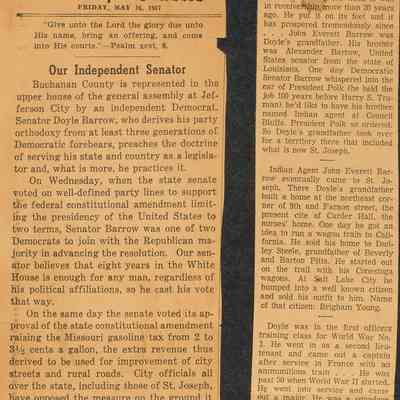 FRIDAY, MAY 16, 1947
"Give unto the Lord the glory due unto
His name, bring an offering, and come
into His courts."—Psalm xcvi, 8.
Our Independent Senator
Buchanan County is represented in the
upper house of the general assembly at Jef-
ferson City by an independent Democrat.
Senator Doyle Barrow, who derives his party
orthodoxy from at least three generations of
Democratic forebears, preaches the doctrine
of serving his state and country as a legisla-
tor and, what is more, he practices it.
On Wednesday, when the state senate
voted on well-defined party lines to support
the federal constitutional amendment limit-
ing the presidency of the United States to
two terms, Senator Barrow was one of two
Democrats to join with the Republican ma-
jority in advancing the resolution. Our sen-
ator believes that eight years in the White
House is enough for any man, regardless of
his political affiliations, so he cast his vote
that way.
On the same day the senate voted its ap-
proval of the state constitutional amendment
raising the Missouri gasoline tax from 2 to
3½ cents a gallon, the extra revenue thus
derived to be used for improvement of city
streets and rural roads. City officials all
over the state, including those of St. Joseph,
have opposed the measure on the ground it
in receivership more than 20 years
ago. He put it on its feet and it
has prospered tremendously since.
. . . John Everett Barrow was
Doyle's grandfather. His brother
was Alexander Barrow, United
States senator from the state of
Louisiana. One day Democratic
Senator Barrow whispered into the
ear of President Polk (he held the
job 100 years before Harry S. Tru-
man) he'd like to have his brother
named Indian agent at Council
Bluffs. President Polk so ordered.
So Doyle's grandfather took over
for a territory there that included
what is now St. Joseph.
Indian Agent John Everett Bar-
row eventually came to St. Jo-
seph. There Doyle's grandfather
built a home at the northeast cor-
ner of 9th and Faraon street, the
present site of Carder Hall, the
nurses' home. One day he got an
idea to run a wagon train to Cali-
fornia. He sold his home to Dud-
ley Steele, grandfather of Beverly
and Barton Pitts. He started out
on the trail with his Conestoga
wagons. At Salt Lake City he
bumped into a well known citizen
and sold his outfit to him. Name
of that citizen: Brigham Young.
Doyle was in the first officers
training class for World War No.
1. He went in as a second lieu-
tenant and came out a captain
after service in France with an
ammunitions train . . . He was
past 50 when World War II started.
He went into service and came
out a major. He was a